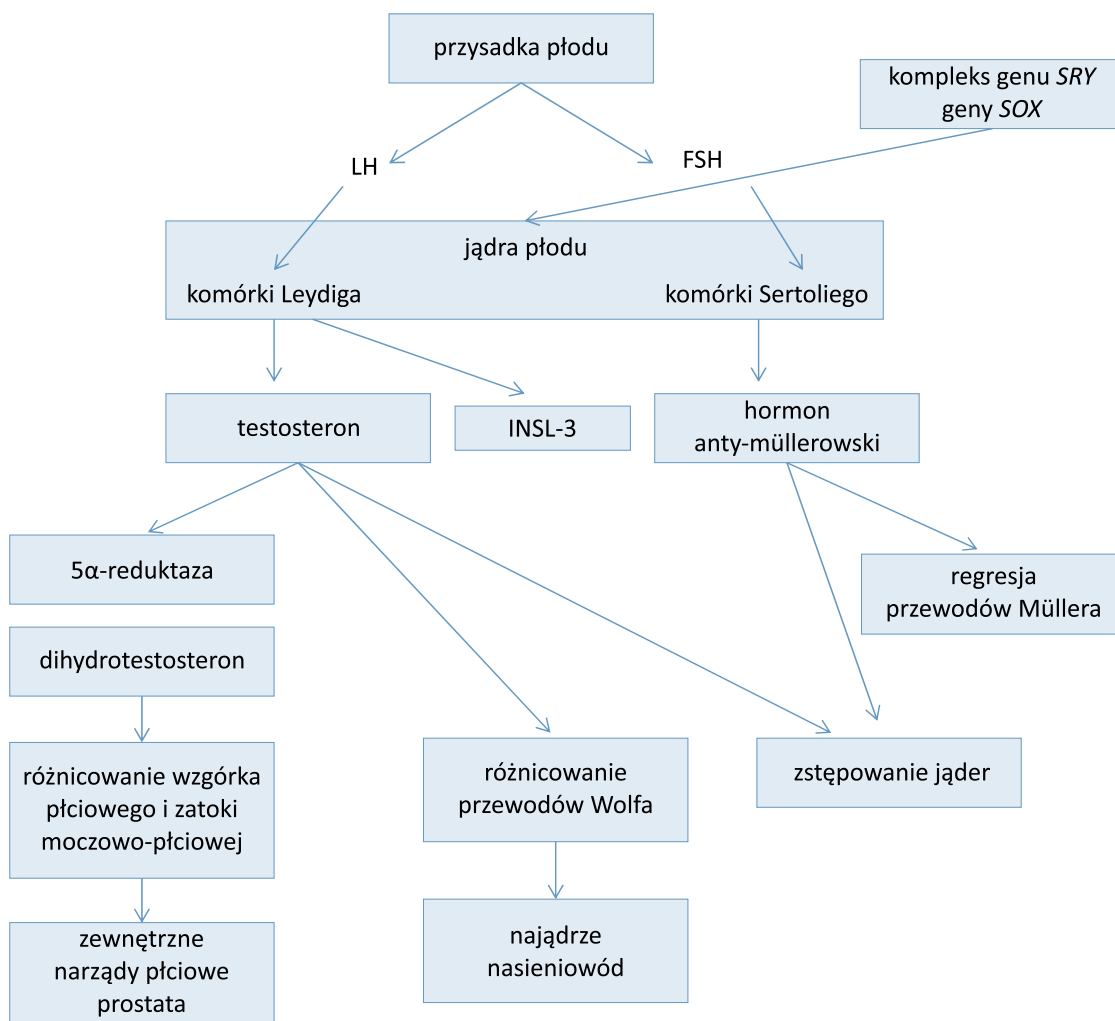 przysadka płodu
kompleks genu SRY
geny SOX
LH
FSH
jądra płodu
komórki Leydiga
komórki Sertoliego
testosteron
INSL-3
hormon
anty-müllerowski
5α-reduktaza
regresja
przewodów Müllera
dihydrotestosteron
różnicowanie wzgórka
płciowego i zatoki
moczowo-płciowej
różnicowanie
przewodów Wolfa
zstępowanie jąder
zewnętrzne
narządy płciowe
prostata
najądrze
nasieniowód